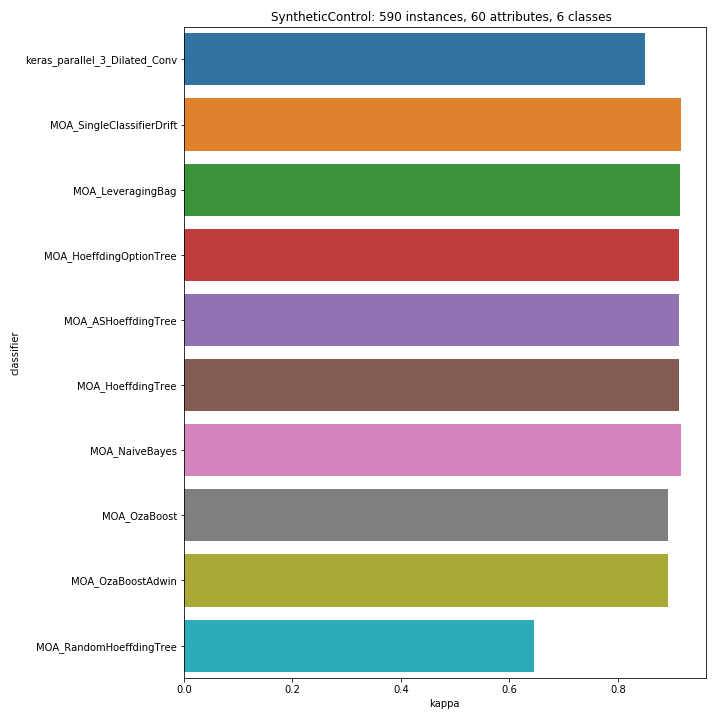 SyntheticControl: 590 instances, 60 attributes, 6 classes
keras_parallel_3_Dilated_Conv
MOA_SingleClassifierDrift
MOA_LeveragingBag
MOA_HoeffdingOptionTree
MOA_ASHoeffdingTree
MOA_HoeffdingTree
MOA_NaiveBayes
MOA_OzaBoost
MOA_OzaBoostAdwin
MOA_RandomHoeffdingTree
classifier
0.0 0.2 0.4 0.6 0.8
kappa